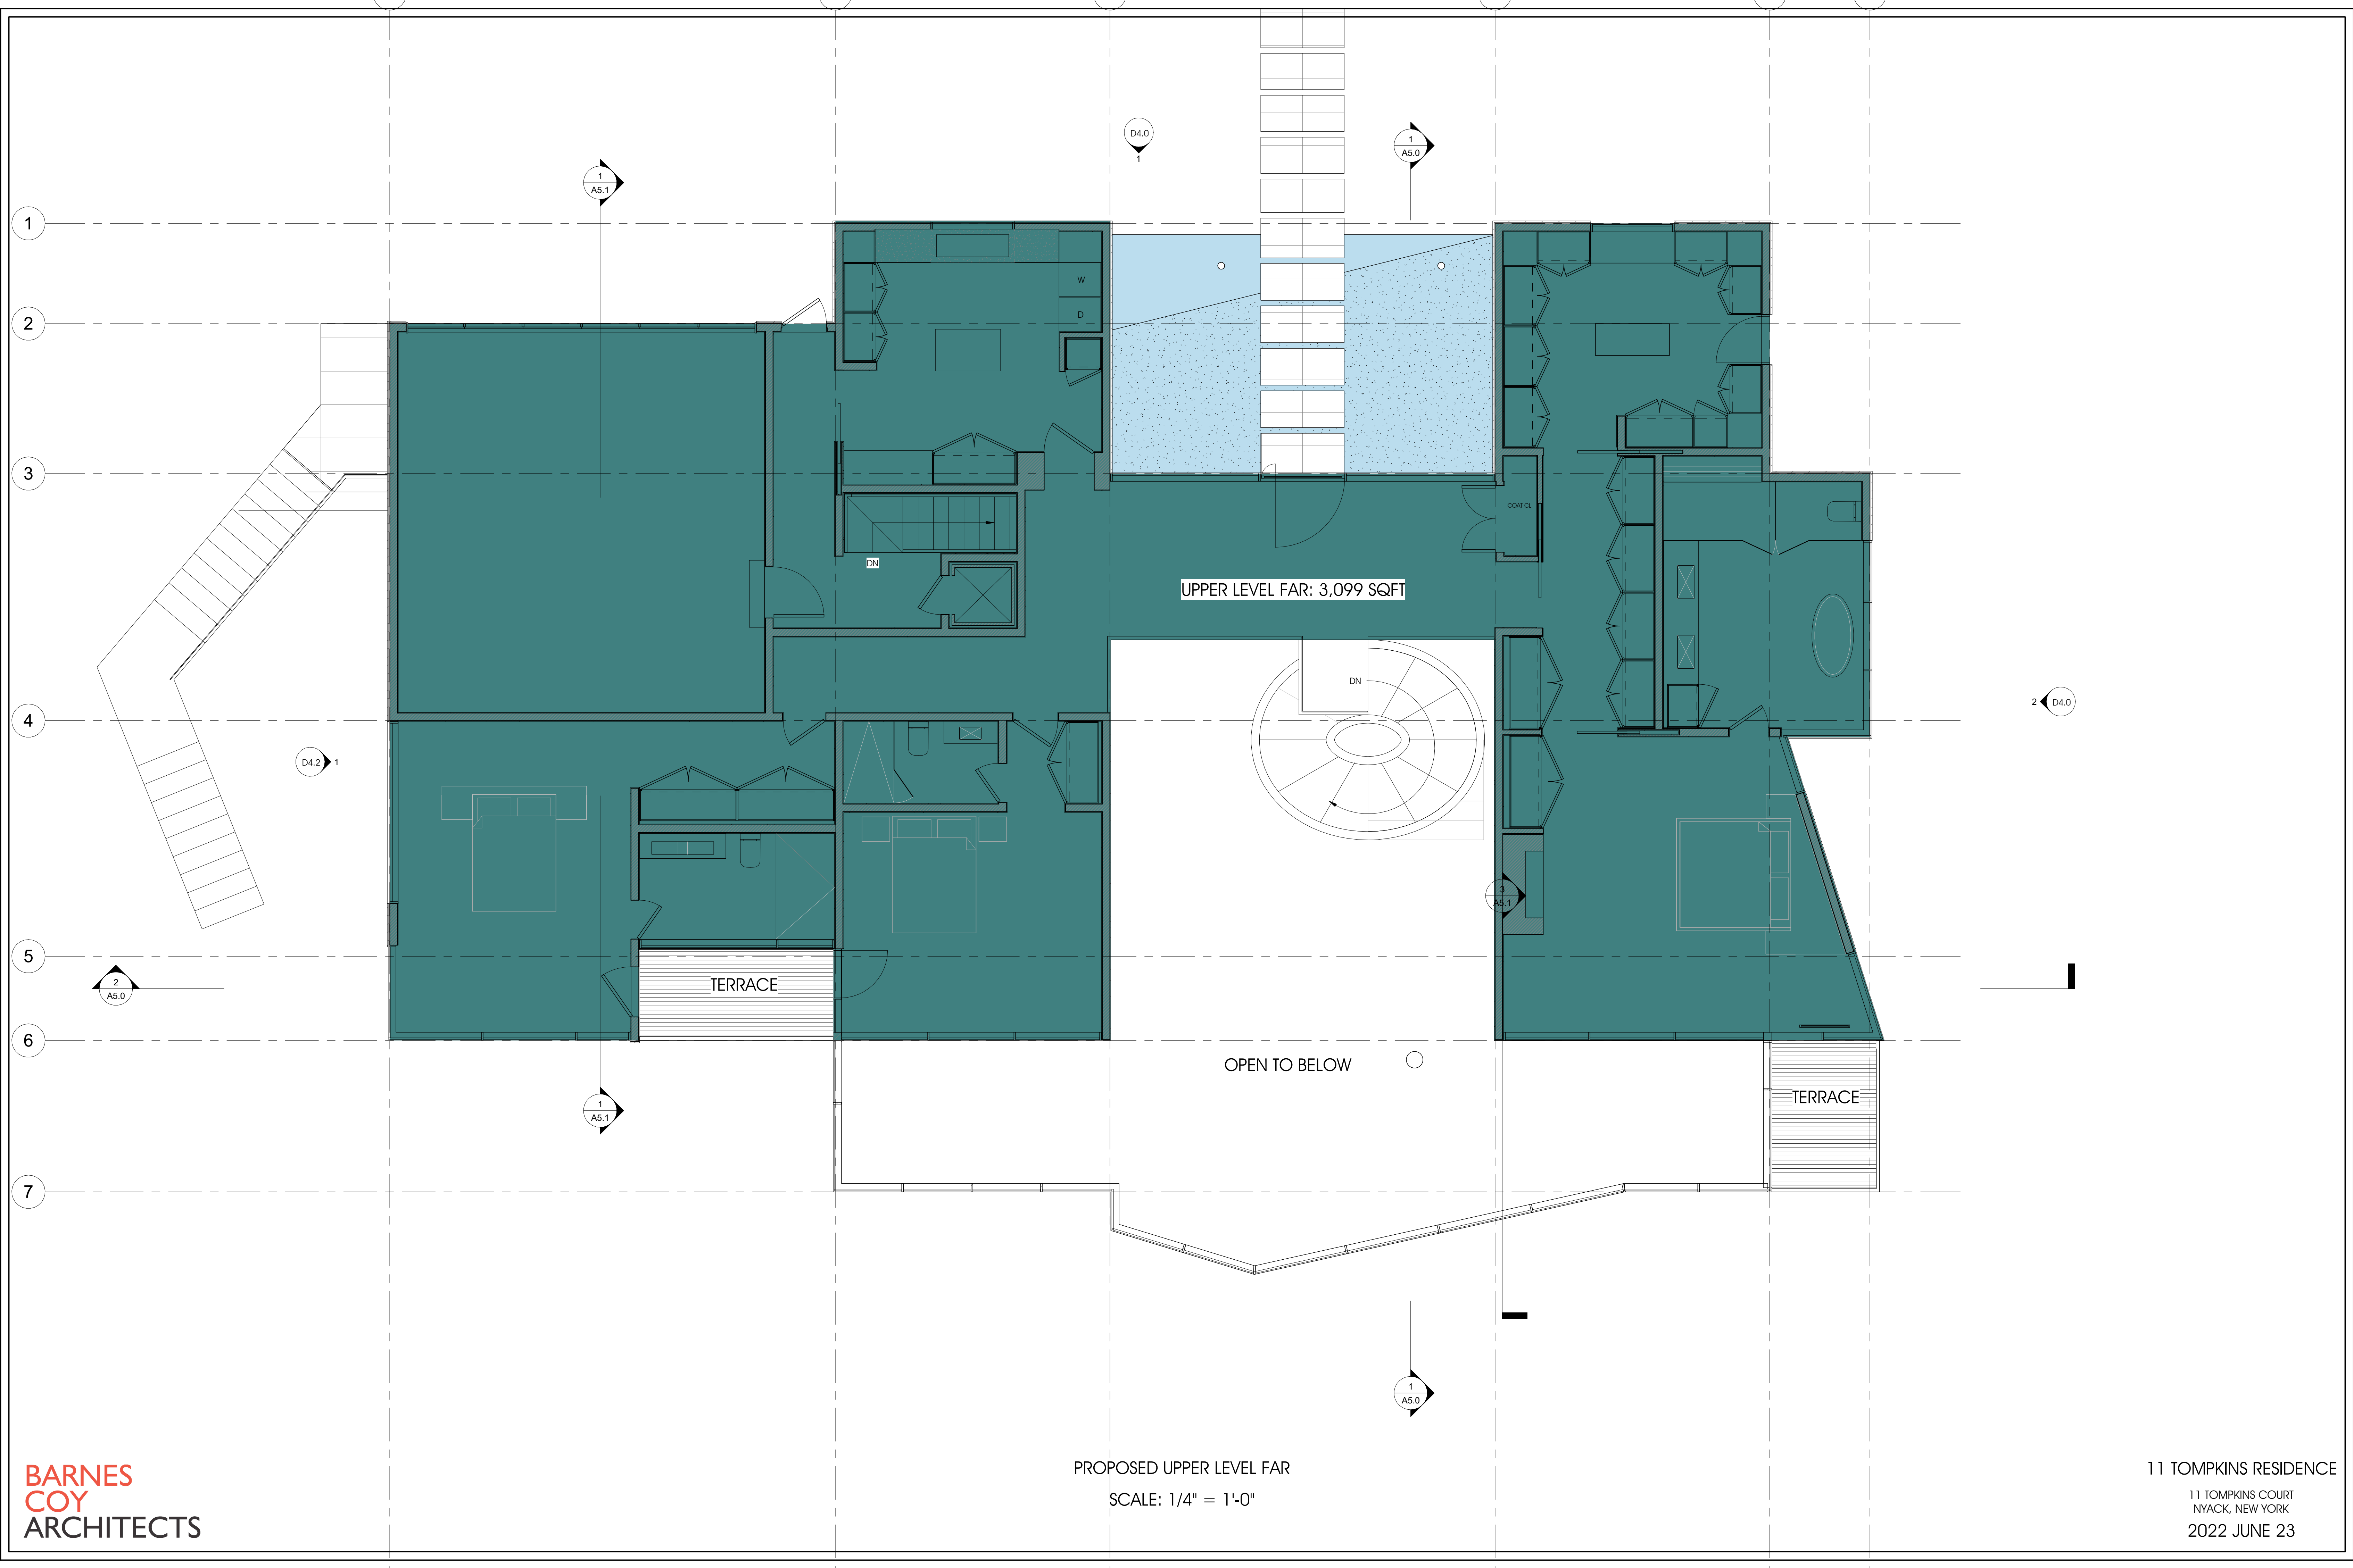 D4.0
1
1
A5.0
1
A5.1
1
2
W
D
3
COAT CL
DN
UPPER LEVEL FAR: 3,099 SQFT
DN
2
D4.0
4
D4.2
1
3
A5.1
5
TERRACE
2
A5.0
6
OPEN TO BELOW
TERRACE
1
A5.1
7
1
A5.0
BARNES
COY
ARCHITECTS
PROPOSED UPPER LEVEL FAR
SCALE: 1/4" = 1'-0"
11 TOMPKINS RESIDENCE
11 TOMPKINS COURT
NYACK, NEW YORK
2022 JUNE 23